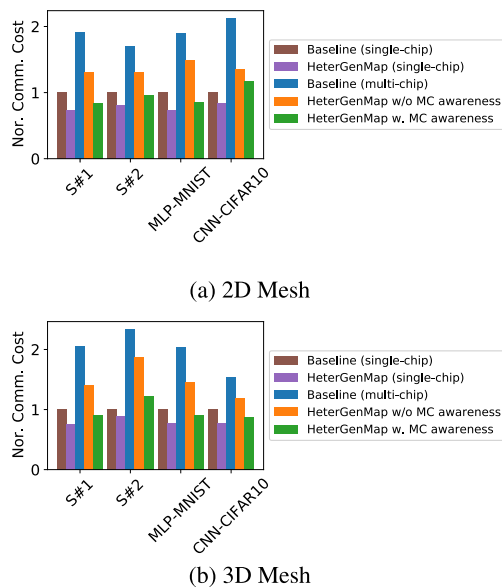 Nor. Comm. Cost
2
1
0
S#1
S#2
MLP-MNIST
CNN-CIFAR10
Baseline (single-chip)
HeterGenMap (single-chip)
Baseline (multi-chip)
HeterGenMap w/o MC awareness
HeterGenMap w. MC awareness
(a) 2D Mesh
Nor. Comm. Cost
2
1
0
S#1
S#2
MLP-MNIST
CNN-CIFAR10
Baseline (single-chip)
HeterGenMap (single-chip)
Baseline (multi-chip)
HeterGenMap w/o MC awareness
HeterGenMap w. MC awareness
(b) 3D Mesh